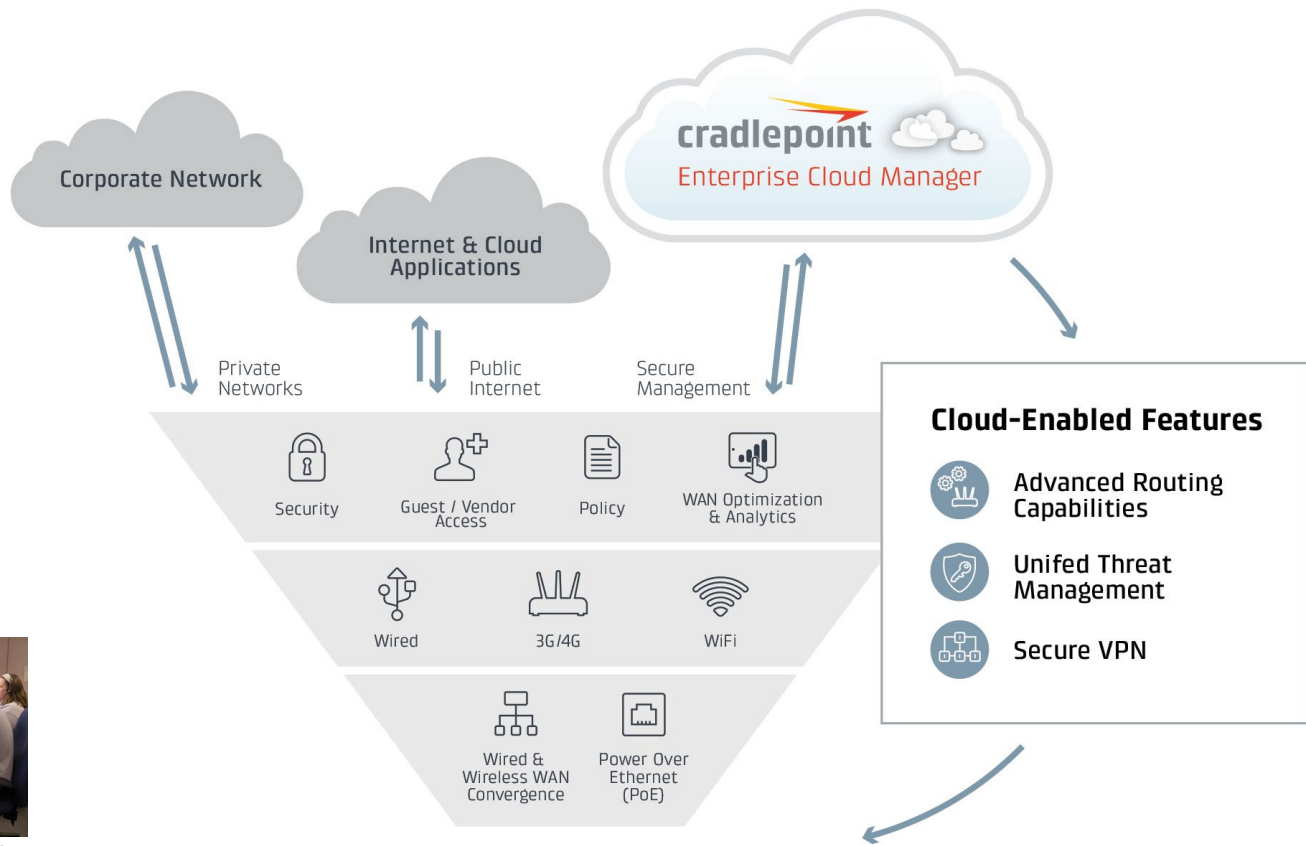 cradlepoint
Enterprise Cloud Manager
Corporate Network
Internet & Cloud
Applications
Private
Networks
Public
Internet
Secure
Management
Security
Guest / Vendor
Access
Policy
WAN Optimization
& Analytics
Wired
3G/4G
WiFi
Wired &
Wireless WAN
Convergence
Power Over
Ethernet
(PoE)
Cloud-Enabled Features
Advanced Routing
Capabilities
Unifed Threat
Management
Secure VPN